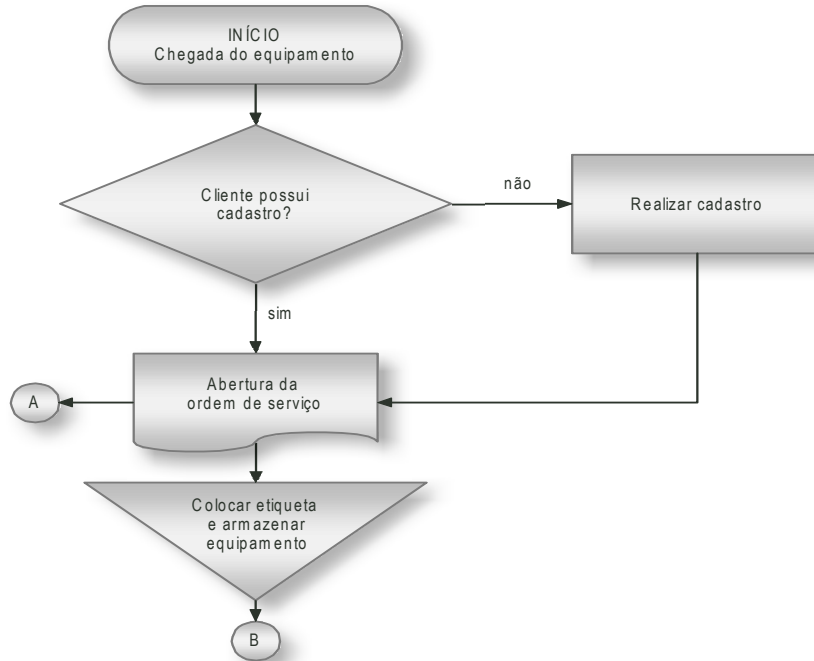 INÍCIO
Chegada do equipamento
Cliente possui
cadastro?
não
Realizar cadastro
sim
Abertura da
ordem de serviço
A
Colocar etiqueta
e armazenar
equipamento
B